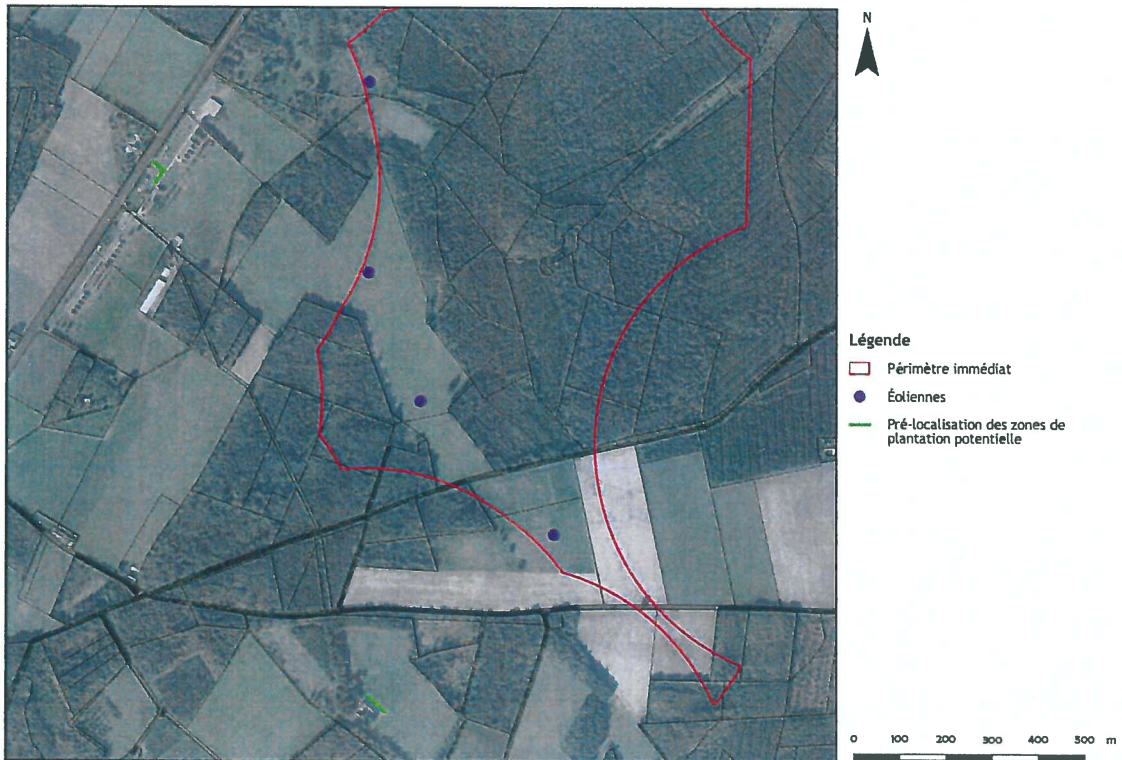 N
Légende
Périmètre immédiat
Éoliennes
Pré-localisation des zones de
plantation potentielle
0 100 200 300 400 500 m